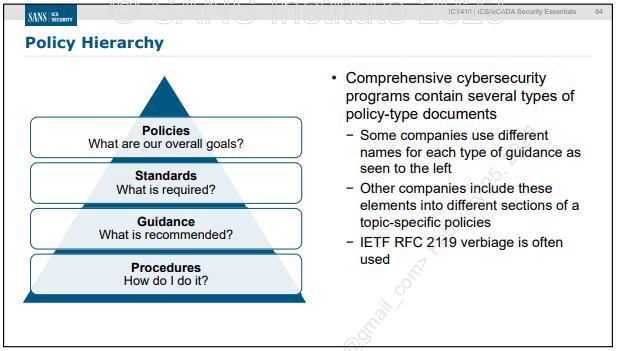 © SANS Institute 2025
SANS ICS SECURITY
ICS410 | ICS/SCADA Security Essentials 64
Policy Hierarchy
Policies
What are our overall goals?
Standards
What is required?
Guidance
What is recommended?
Procedures
How do I do it?
• Comprehensive cybersecurity
programs contain several types of
policy-type documents
− Some companies use different
names for each type of guidance as
seen to the left
− Other companies include these
elements into different sections of a
topic-specific policies
− IETF RFC 2119 verbiage is often
used
@gmail_com>